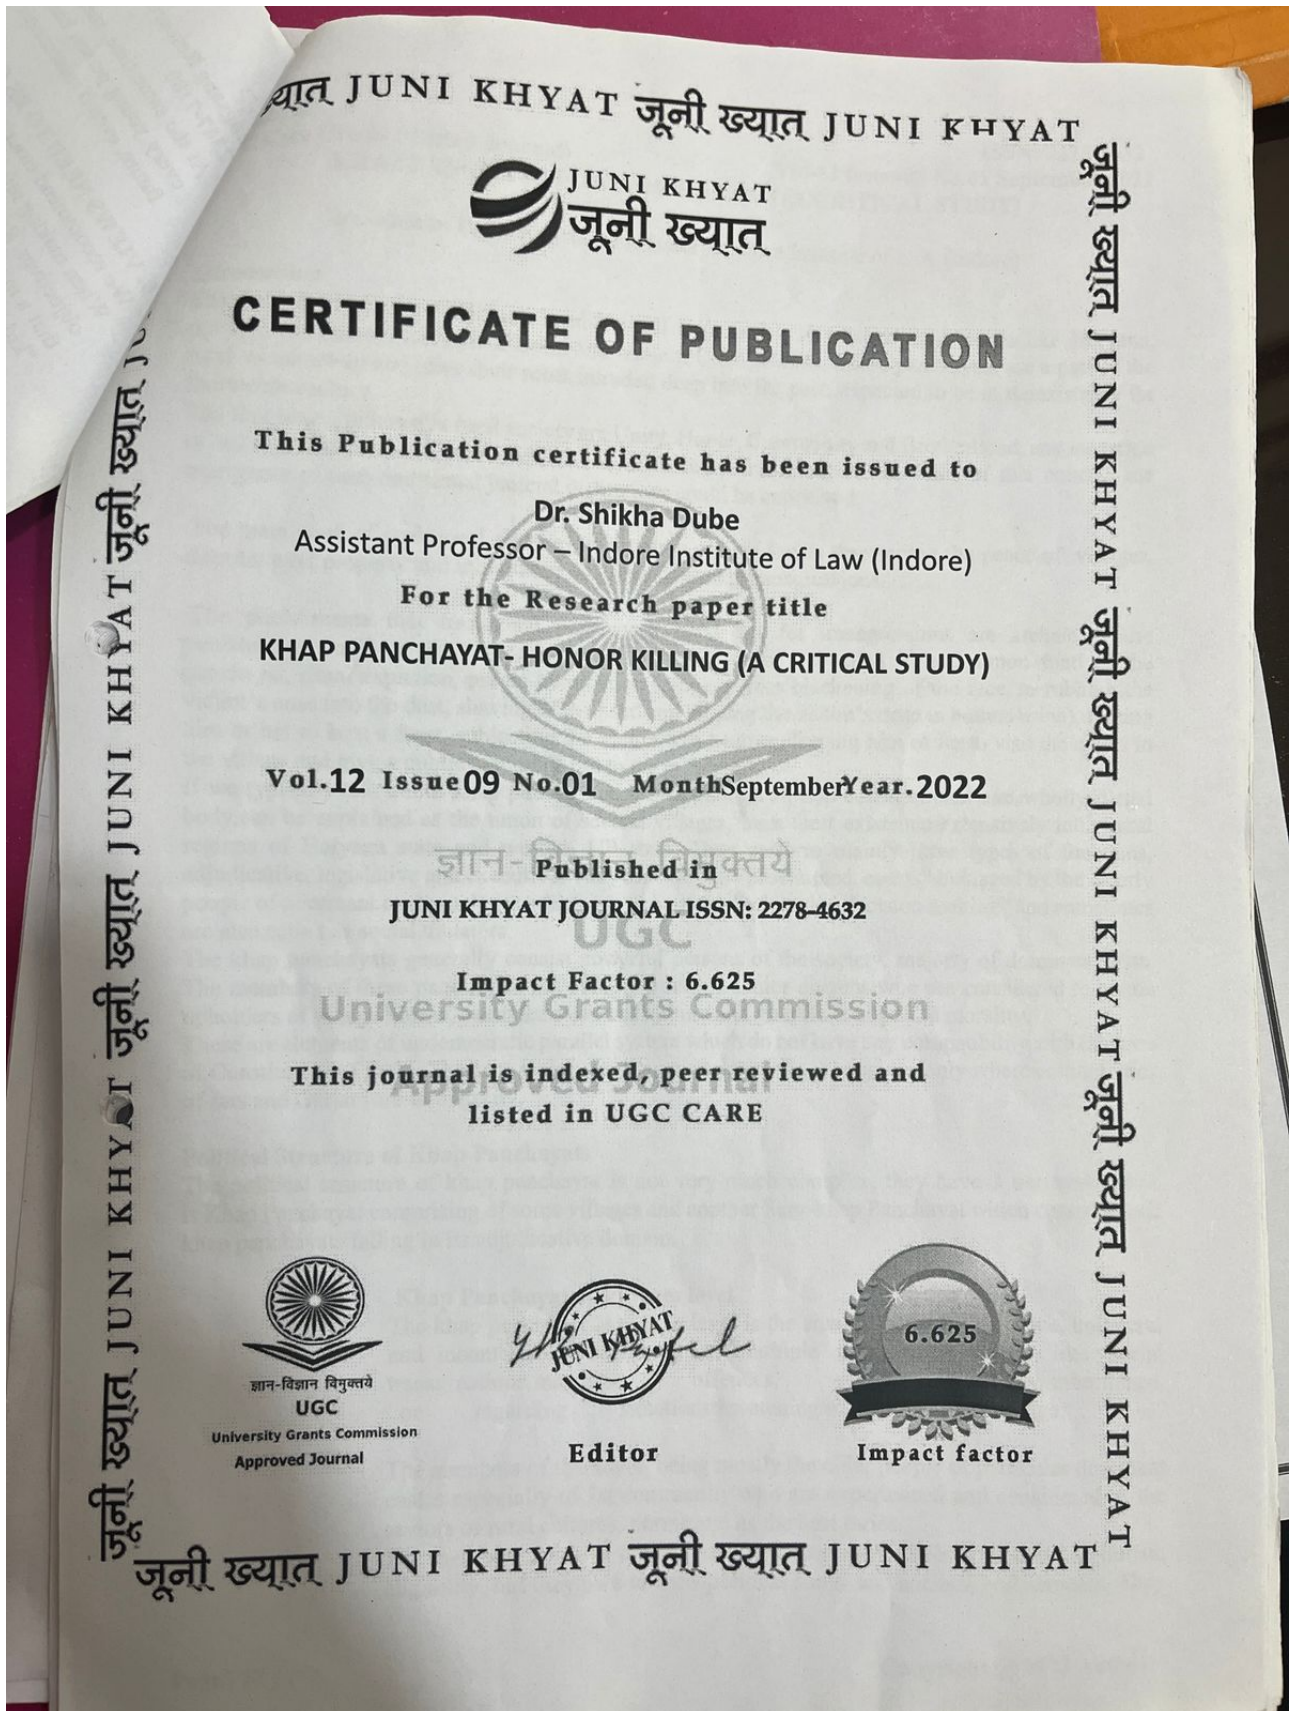 ख्यात JUNI KHYAT जूनी ख्यात JUNI KHYAT
JUNI KHYAT
जूनी ख्यात
CERTIFICATE OF PUBLICATION
This Publication certificate has been issued to
Dr. Shikha Dube
Assistant Professor – Indore Institute of Law (Indore)
For the Research paper title
KHAP PANCHAYAT- HONOR KILLING (A CRITICAL STUDY)
Vol.12 Issue 09 No.01 Month September Year. 2022
ज्ञान-विज्ञान विमुक्तये
Published in
JUNI KHYAT JOURNAL-ISSN: 2278-4632
UGC
Impact Factor : 6.625
University Grants Commission
This journal is indexed, peer reviewed and
Approved Journal
listed in UGC CARE
ज्ञान-विज्ञान विमुक्तये
UGC
University Grants Commission
Approved Journal
JUNI KHYAT
Editor
6.625
Impact factor
जूनी ख्यात JUNI KHYAT जूनी ख्यात JUNI KHYAT जूनी ख्यात
जूनी ख्यात JUNI KHYAT जूनी ख्यात JUNI KHYAT जूनी ख्यात JUNI KHYAT
जूनी ख्यात JUNI KHYAT जूनी ख्यात JUNI KHYAT